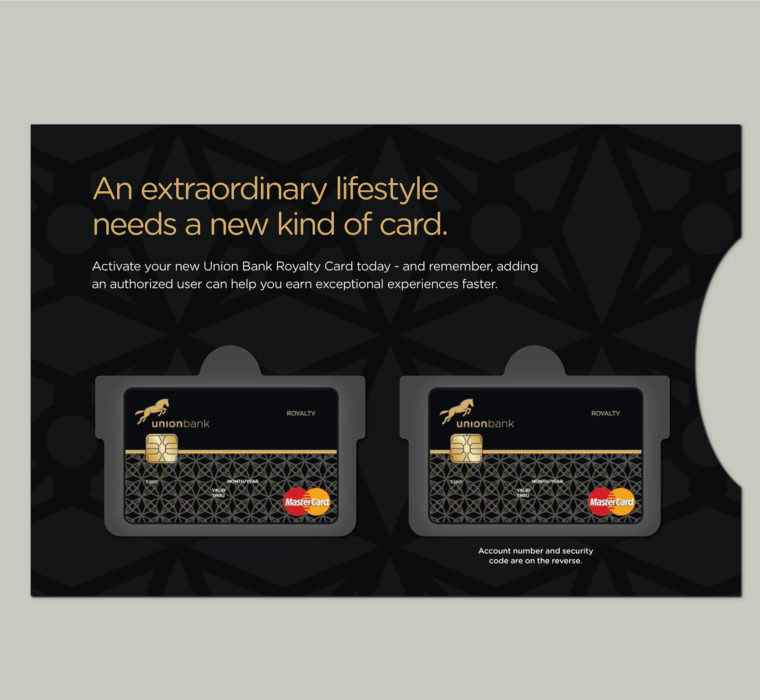 An extraordinary lifestyle
needs a new kind of card.
Activate your new Union Bank Royalty Card today - and remember, adding
an authorized user can help you earn exceptional experiences faster.
unionbank
ROYALTY
MONTH/YEAR
VALID
THRU
MasterCard
unionbank
ROYALTY
MONTH/YEAR
VALID
THRU
MasterCard
Account number and security
code are on the reverse.